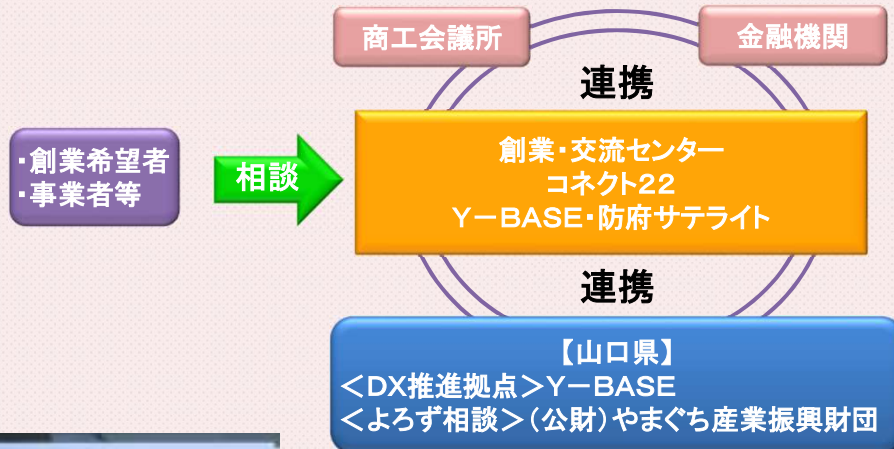 商工会議所
金融機関
連携
・創業希望者
・事業者等
相談
創業・交流センター
コネクト22
Y－BASE・防府サテライト
連携
【山口県】
＜DX推進拠点＞Y－BASE
＜よろず相談＞（公財）やまぐち産業振興財団